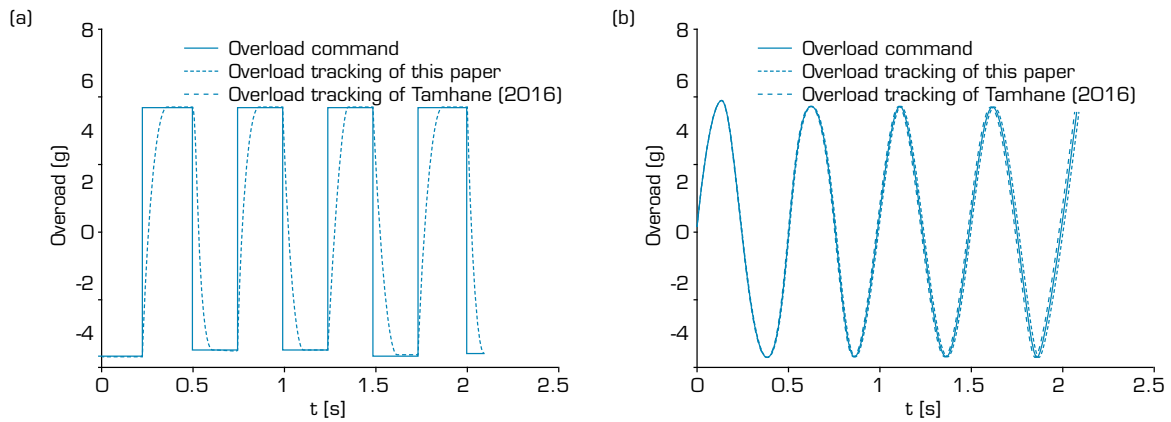 (a)
8
Overload command
Overload tracking of this paper
Overload tracking of Tamhane (2016)
6
4
2
0
-2
-4
Overoad (g)
0 0.5 1 1.5 2 2.5
t [s]
(b)
8
Overload command
Overload tracking of this paper
Overload tracking of Tamhane (2016)
6
4
2
0
-2
-4
Overoad (g)
0 0.5 1 1.5 2 2.5
t [s]